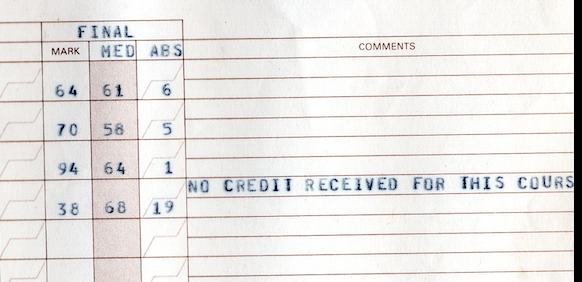 FINAL
MARK MED ABS COMMENTS
64 61 6
70 58 5
94 64 1
NO CREDIT RECEIVED FOR THIS COURS
38 68 19